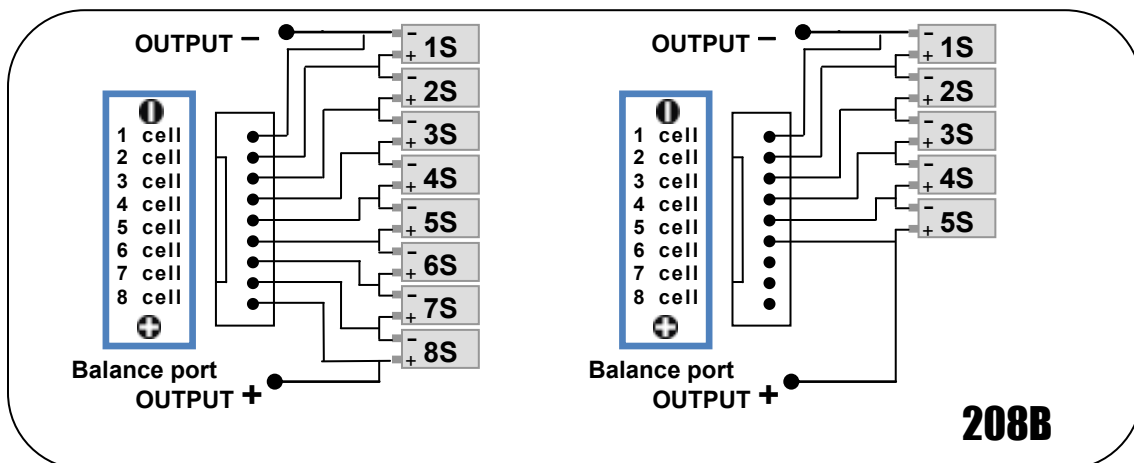 OUTPUT −
− + 1S
− + 2S
− + 3S
− + 4S
− + 5S
− + 6S
− + 7S
− + 8S
−
1 cell
2 cell
3 cell
4 cell
5 cell
6 cell
7 cell
8 cell
+
Balance port
OUTPUT +
OUTPUT −
− + 1S
− + 2S
− + 3S
− + 4S
− + 5S
−
1 cell
2 cell
3 cell
4 cell
5 cell
6 cell
7 cell
8 cell
+
Balance port
OUTPUT +
208B